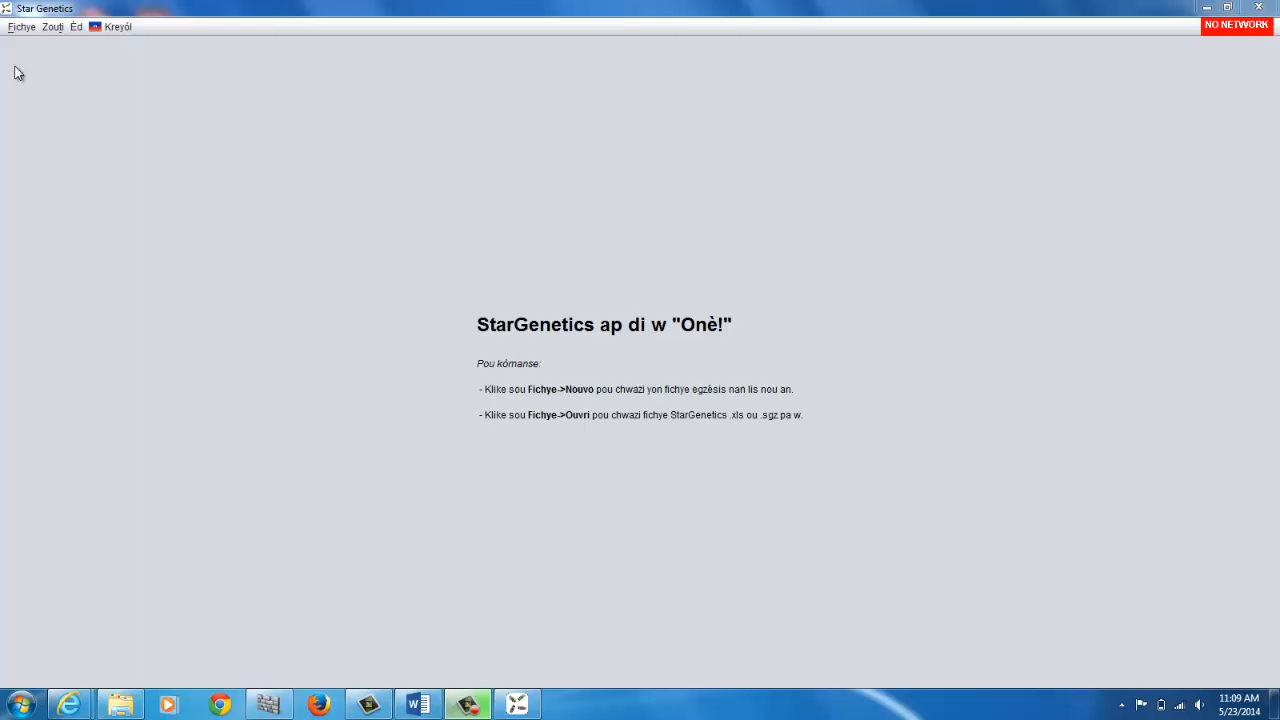 Star Genetics
Fichye Zouti Èd Kreyòl
NO NETWORK
StarGenetics ap di w "Onè!"
Pou kòmanse:
- Klike sou Fichye->Nouvo pou chwazi yon fichye egzèsis nan lis nou an.
- Klike sou Fichye->Ouvri pou chwazi fichye StarGenetics .xls ou .sgz pa w.
11:09 AM
5/23/2014